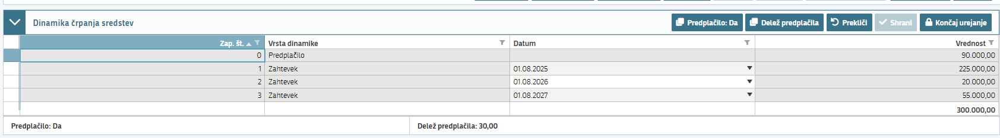 Dinamika črpanja sredstev Predplačilo: Da Delež predplačila Prekliči Shrani Končaj urejanje
Zap. št. Vrsta dinamike Datum Vrednost
0 Predplačilo 90.000,00
1 Zahtevek 01.08.2025 225.000,00
2 Zahtevek 01.08.2026 20.000,00
3 Zahtevek 01.08.2027 55.000,00
300.000,00
Predplačilo: Da Delež predplačila: 30,00